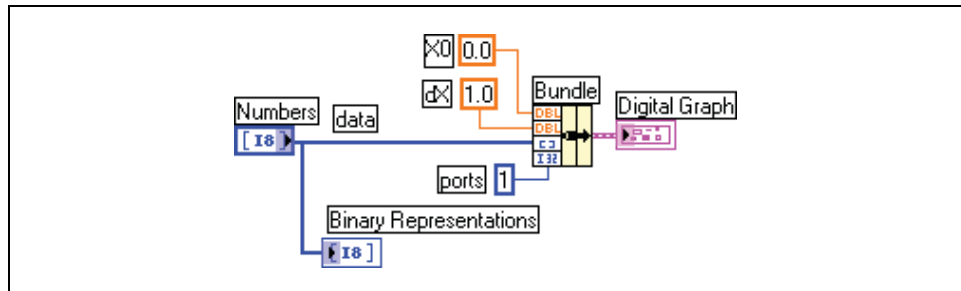 X0 0.0
dX 1.0
Bundle
DBL
DBL
I32
Numbers
[I8]
data
Digital Graph
ports 1
Binary Representations
[I8]